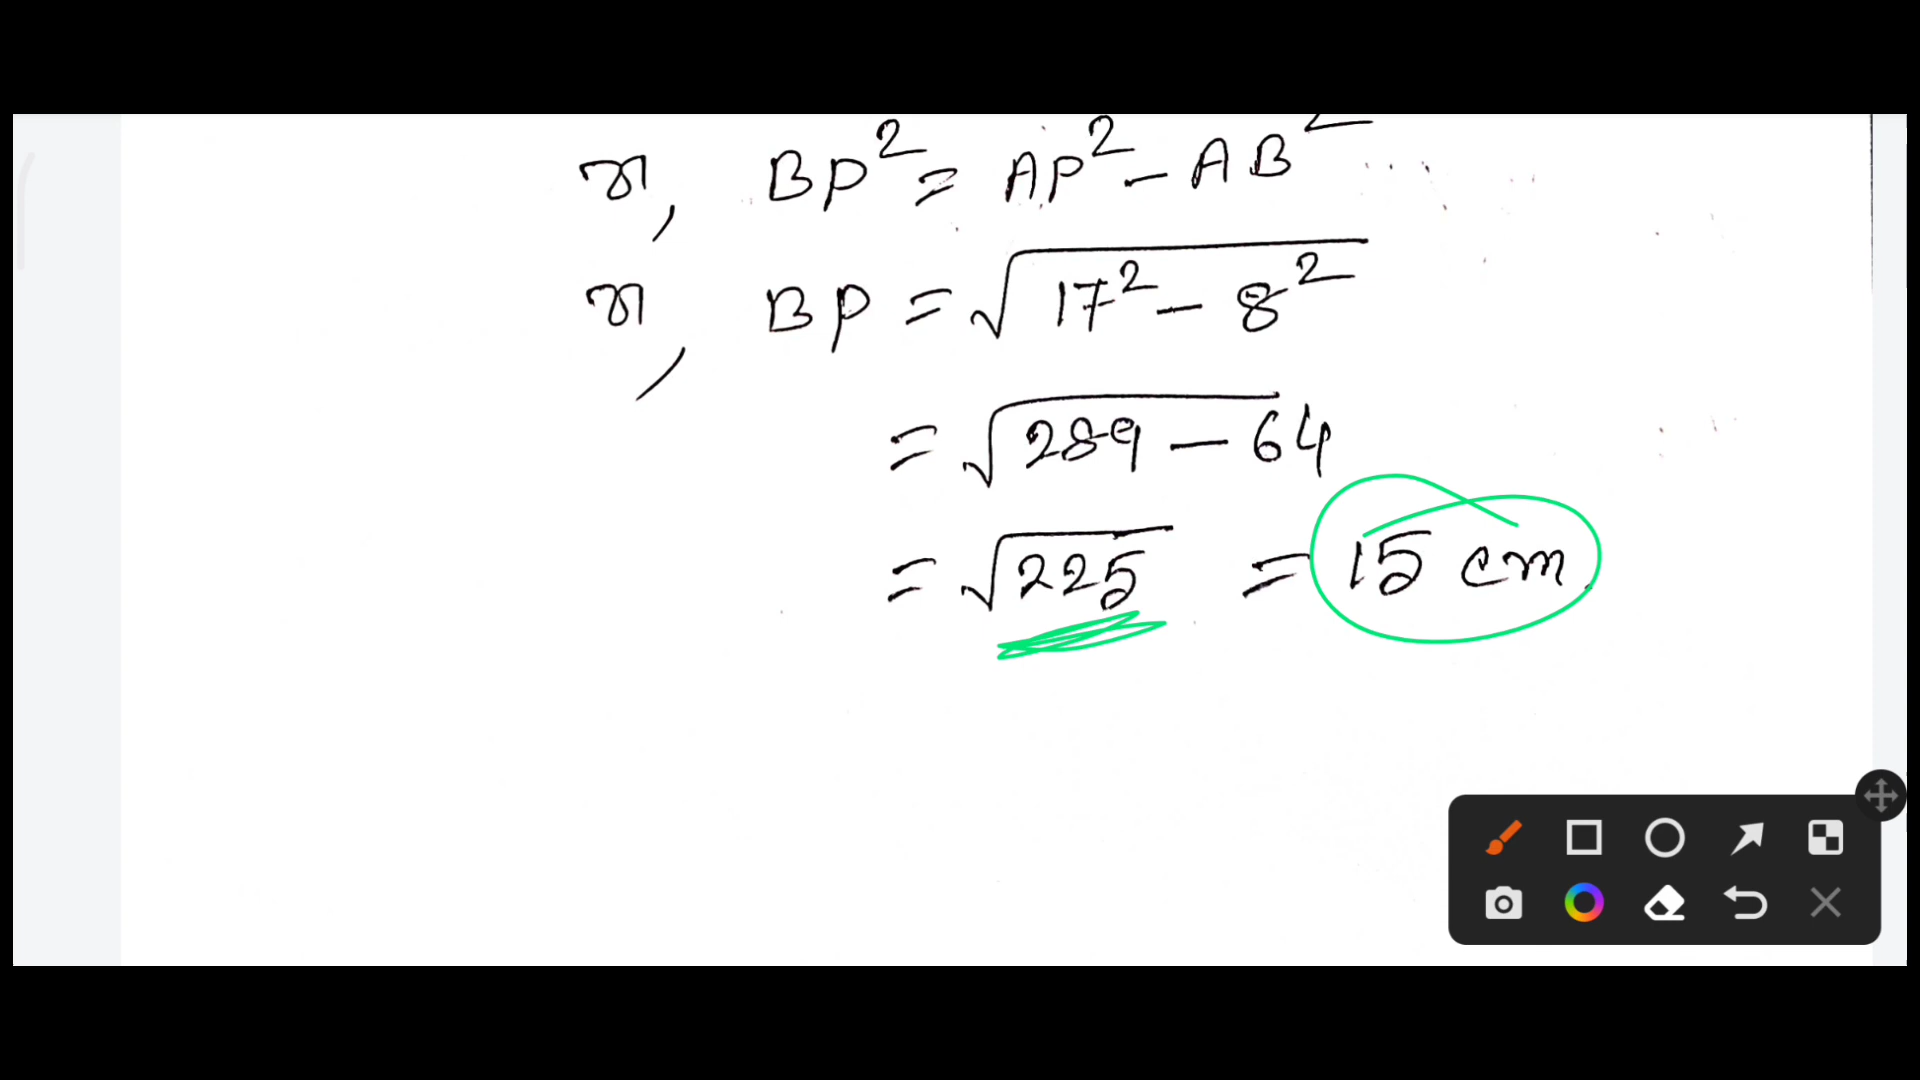 বা, BP² = AP² - AB²
বা, BP = √17² - 8²
= √289 - 64
= √225 = 15 cm.